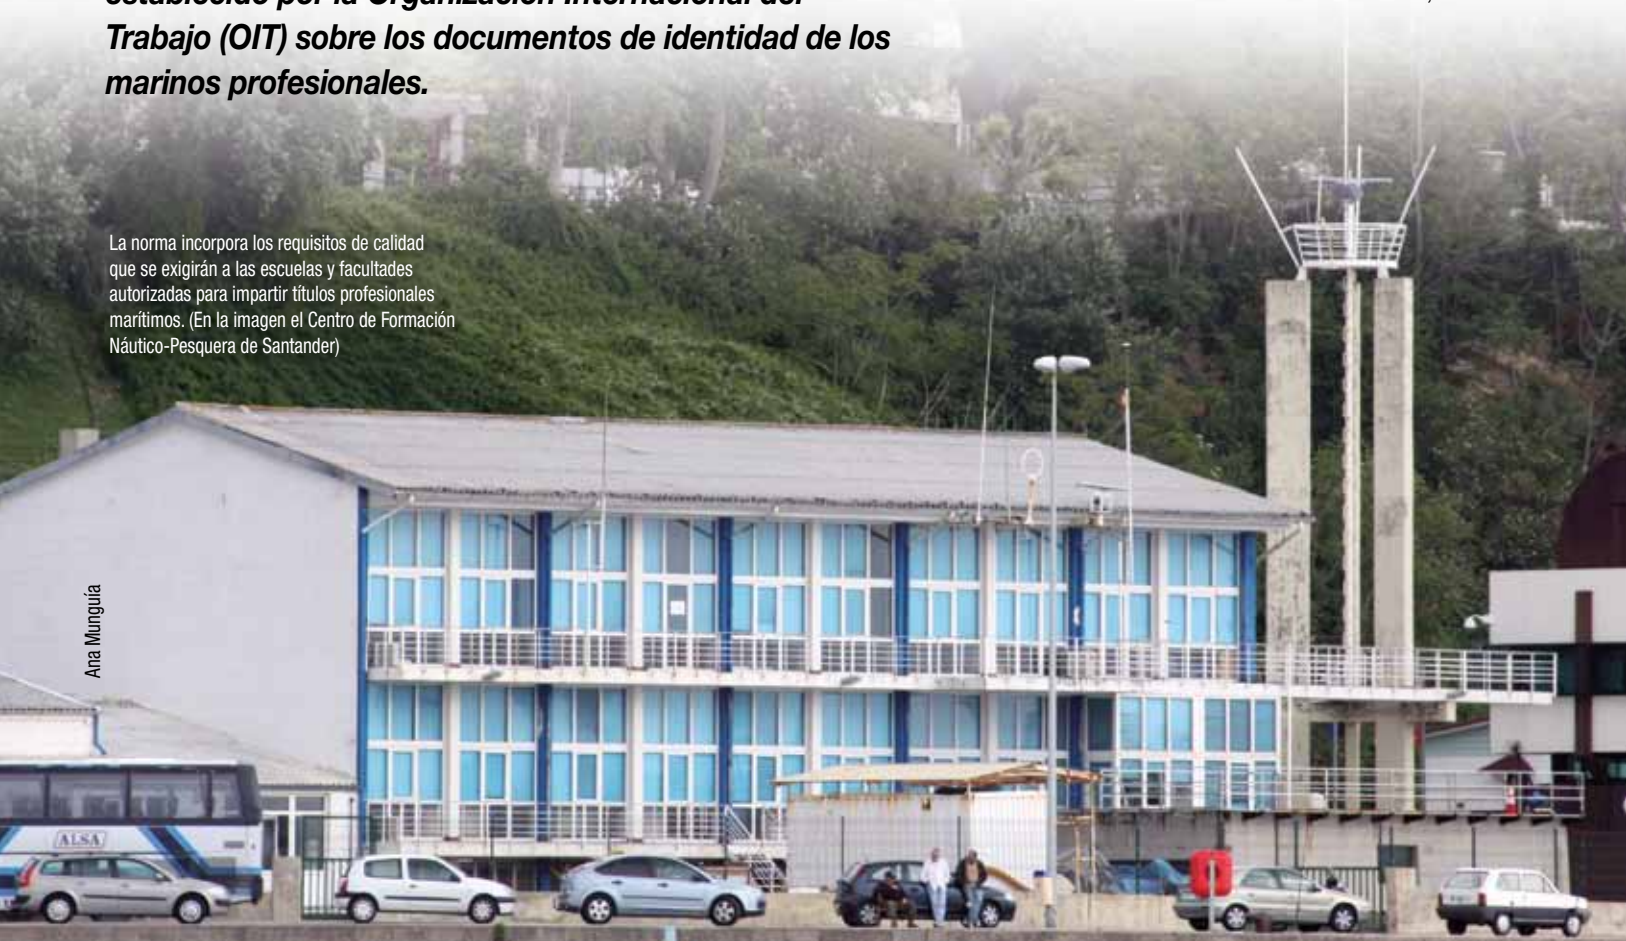 Trabajo (OIT) sobre los documentos de identidad de los
marinos profesionales.
La norma incorpora los requisitos de calidad
que se exigirán a las escuelas y facultades
autorizadas para impartir títulos profesionales
marítimos. (En la imagen el Centro de Formación
Náutico-Pesquera de Santander)
Ana Munguía
ALSA